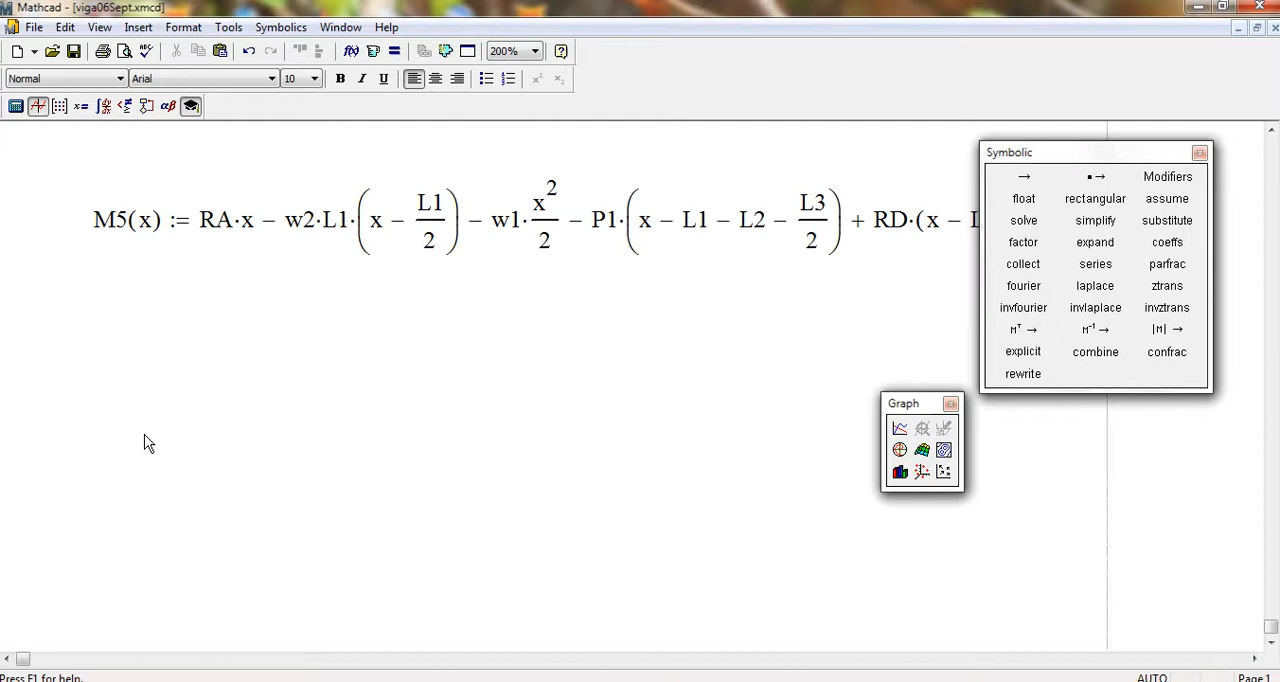 Mathcad - [viga06Sept.xmcd]
File Edit View Insert Format Tools Symbolics Window Help
200%
Normal Arial 10 B I U
M5(x) := RA·x − w2·L1·(x − L1/2) − w1·x²/2 − P1·(x − L1 − L2 − L3/2) + RD·(x − L
Symbolic
→ ▪ → Modifiers
float rectangular assume
solve simplify substitute
factor expand coeffs
collect series parfrac
fourier laplace ztrans
invfourier invlaplace invztrans
Mᵀ → M⁻¹ → |M| →
explicit combine confrac
rewrite
Graph
Press F1 for help.
AUTO
Page 1